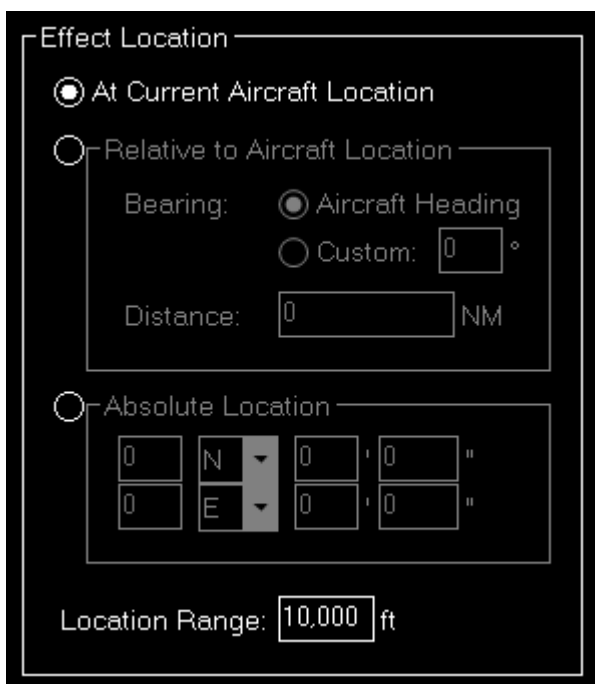 Effect Location
At Current Aircraft Location
Relative to Aircraft Location
Bearing: Aircraft Heading
Custom: 0 °
Distance: 0 NM
Absolute Location
0 N 0 ' 0 "
0 E 0 ' 0 "
Location Range: 10,000 ft